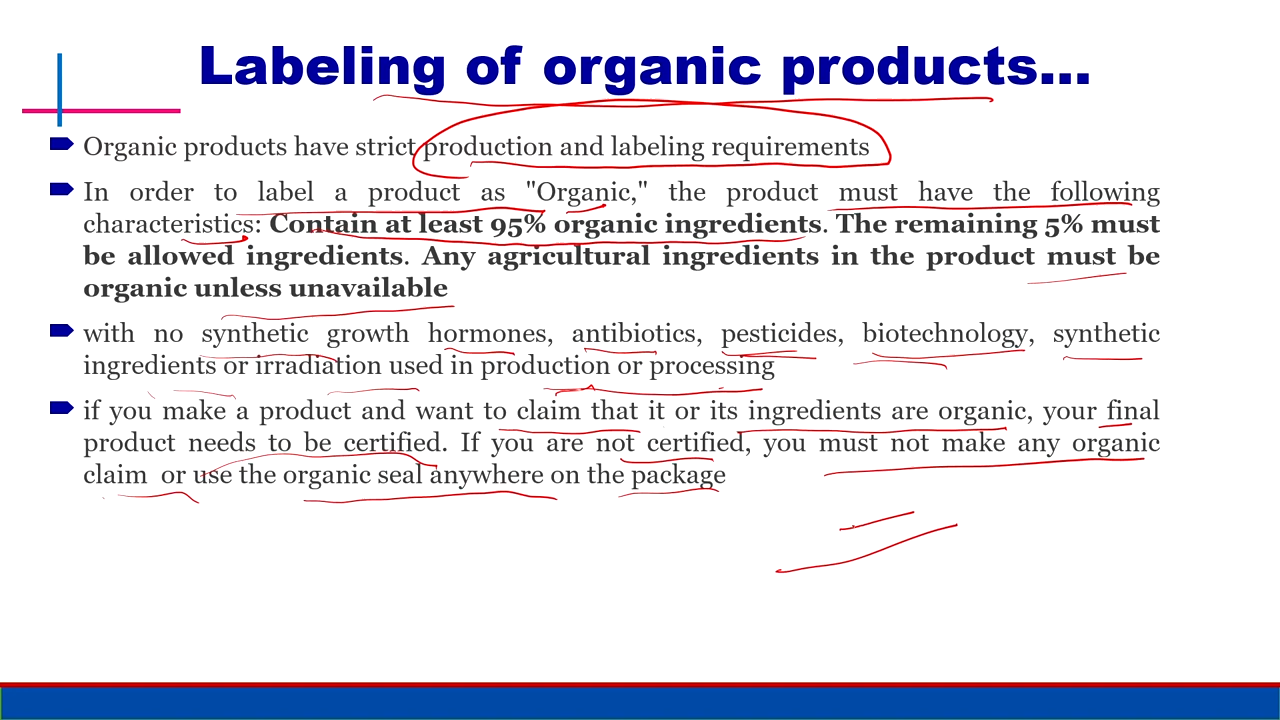 Labeling of organic products...
Organic products have strict production and labeling requirements
In order to label a product as "Organic," the product must have the following
characteristics: Contain at least 95% organic ingredients. The remaining 5% must
be allowed ingredients. Any agricultural ingredients in the product must be
organic unless unavailable
with no synthetic growth hormones, antibiotics, pesticides, biotechnology, synthetic
ingredients or irradiation used in production or processing
if you make a product and want to claim that it or its ingredients are organic, your final
product needs to be certified. If you are not certified, you must not make any organic
claim or use the organic seal anywhere on the package